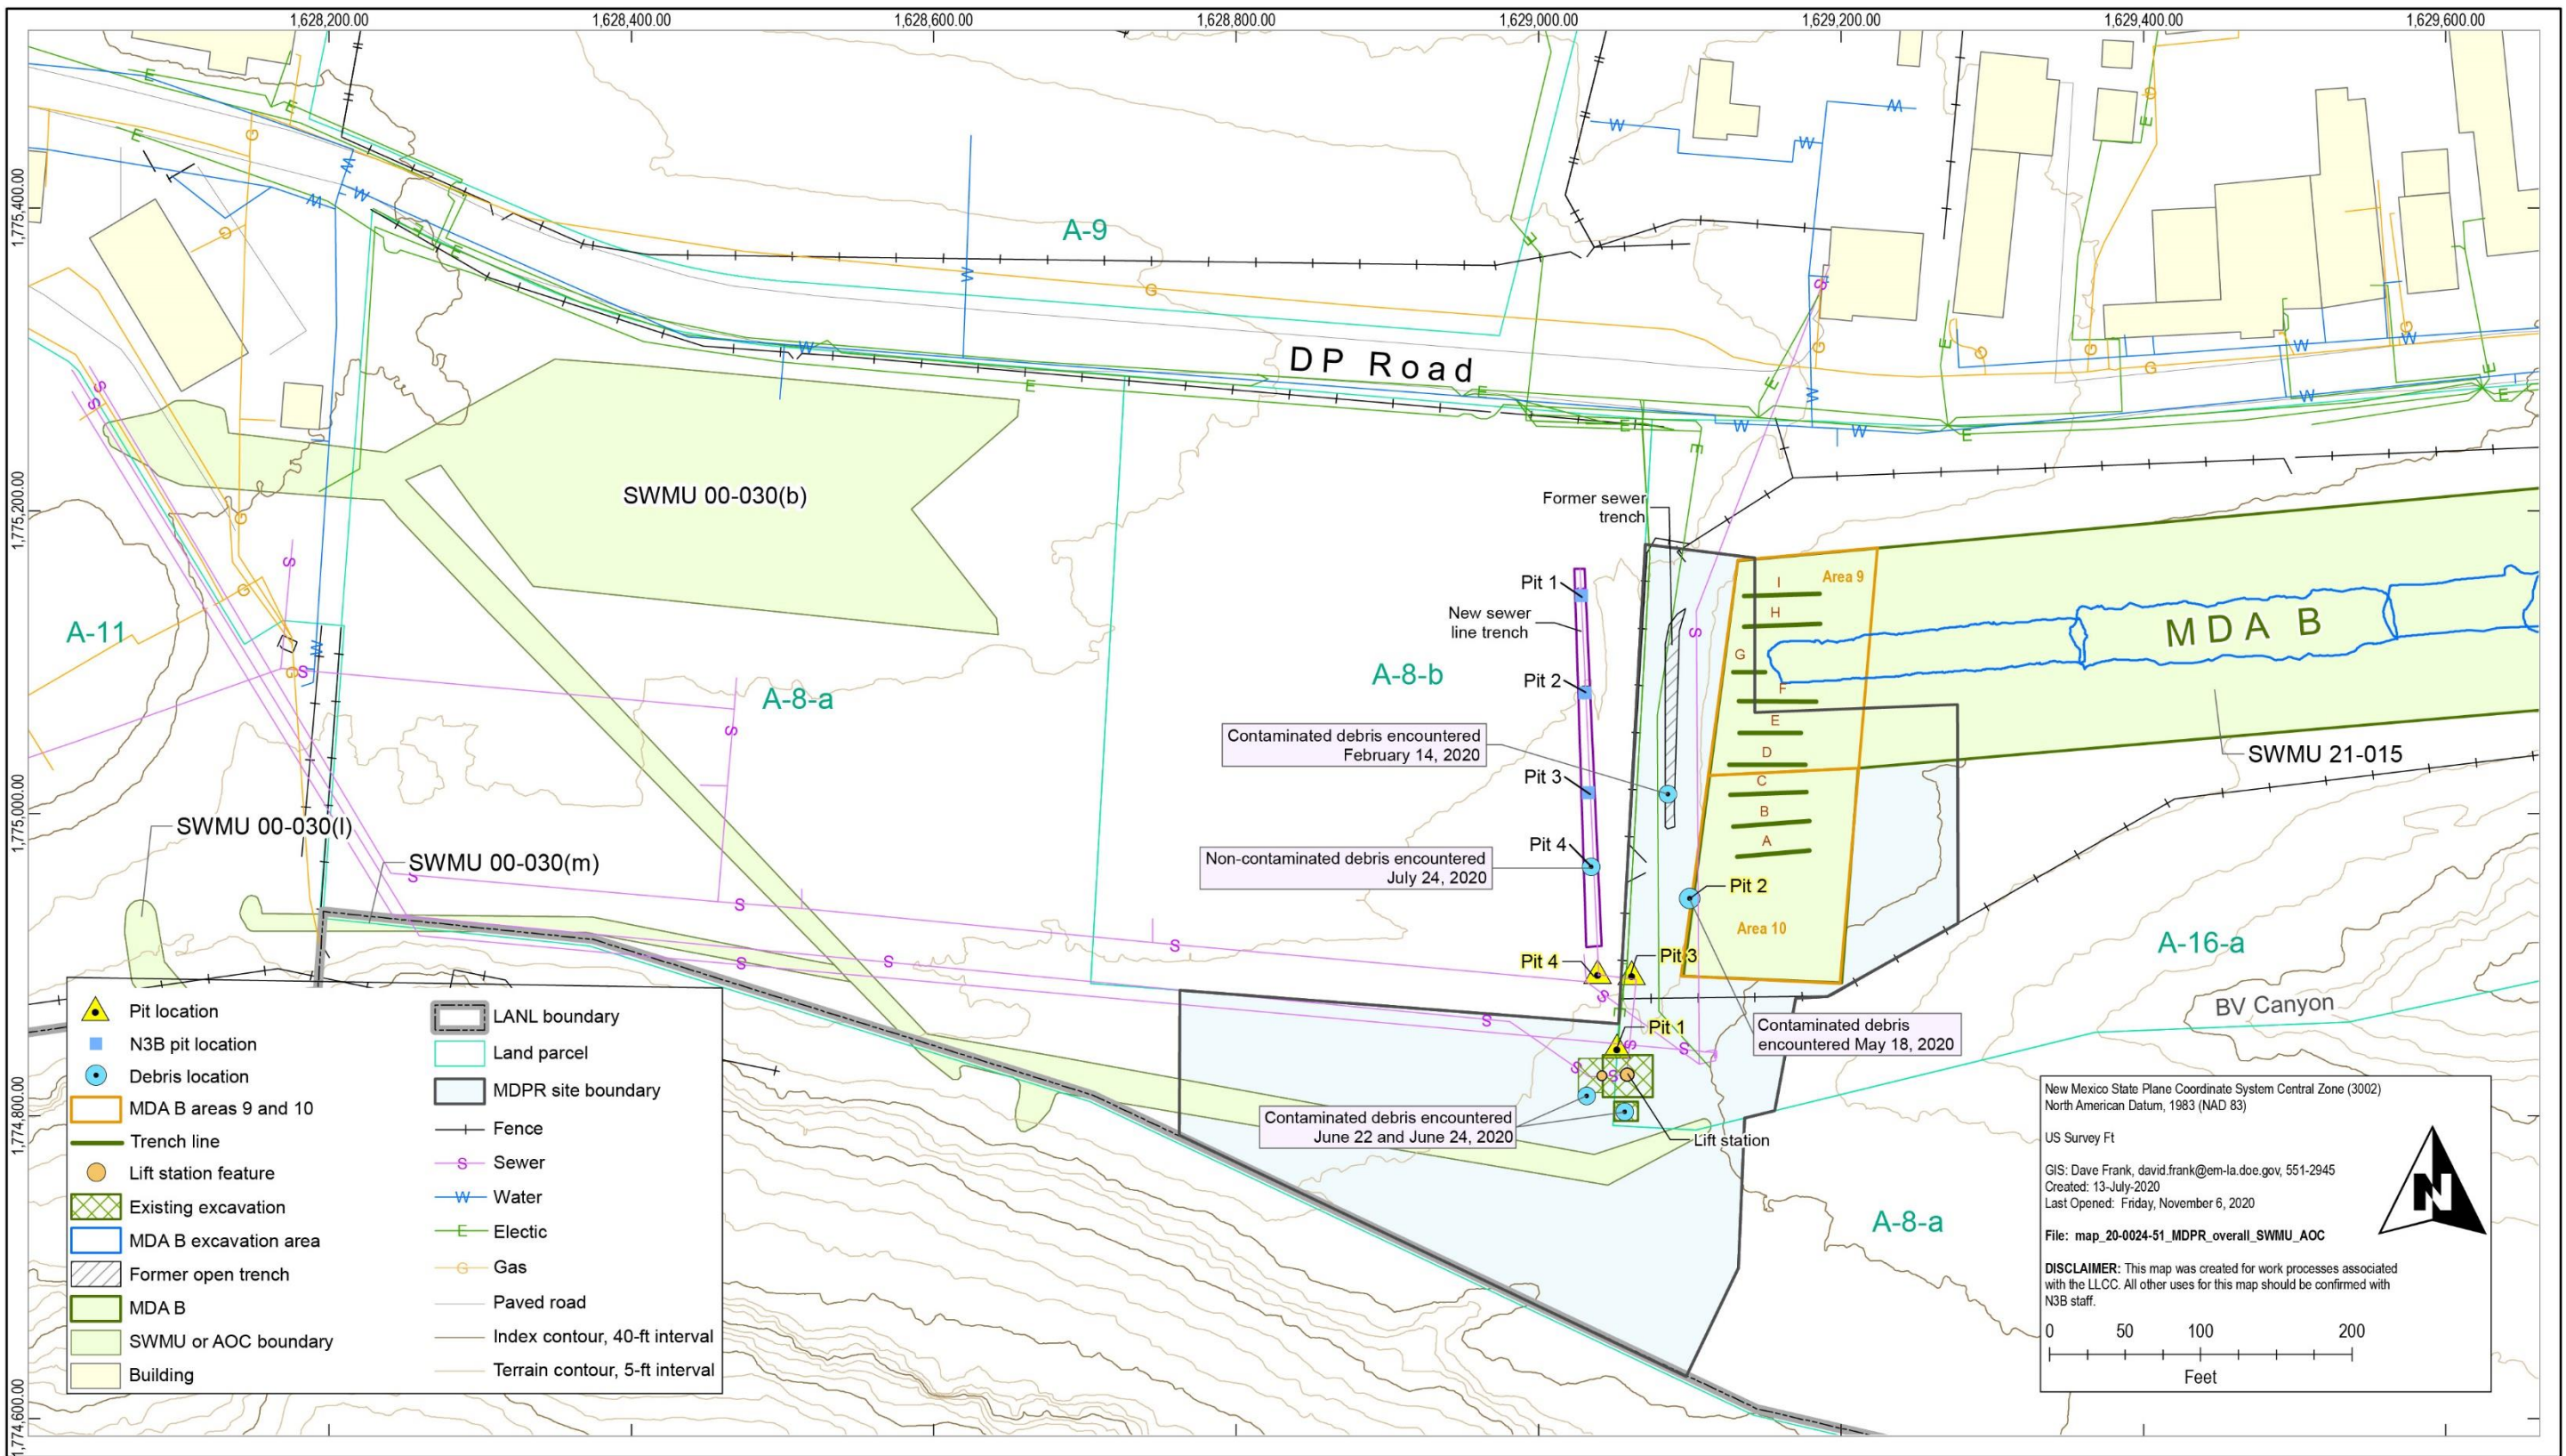 1,628,200.00
1,628,400.00
1,628,600.00
1,628,800.00
1,629,000.00
1,629,200.00
1,629,400.00
1,629,600.00
1,775,400.00
1,775,200.00
1,775,000.00
1,774,800.00
1,774,600.00
A-9
DP Road
SWMU 00-030(b)
Former sewer
trench
Pit 1
New sewer
line trench
I
Area 9
H
MDA B
A-11
G
A-8-a
A-8-b
Pit 2
F
E
Contaminated debris encountered
February 14, 2020
D
SWMU 21-015
Pit 3
C
B
SWMU 00-030(l)
A
Pit 4
SWMU 00-030(m)
Non-contaminated debris encountered
July 24, 2020
Pit 2
Area 10
A-16-a
Pit 4
Pit 3
BV Canyon
Pit 1
Contaminated debris
encountered May 18, 2020
Contaminated debris encountered
June 22 and June 24, 2020
Lift station
A-8-a
Pit location
N3B pit location
Debris location
MDA B areas 9 and 10
Trench line
Lift station feature
Existing excavation
MDA B excavation area
Former open trench
MDA B
SWMU or AOC boundary
Building
LANL boundary
Land parcel
MDPR site boundary
Fence
S Sewer
W Water
E Electic
G Gas
Paved road
Index contour, 40-ft interval
Terrain contour, 5-ft interval
New Mexico State Plane Coordinate System Central Zone (3002)
North American Datum, 1983 (NAD 83)
US Survey Ft
GIS: Dave Frank, david.frank@em-la.doe.gov, 551-2945
Created: 13-July-2020
Last Opened: Friday, November 6, 2020
File: map_20-0024-51_MDPR_overall_SWMU_AOC
DISCLAIMER: This map was created for work processes associated
with the LLCC. All other uses for this map should be confirmed with
N3B staff.
N
0 50 100 200
Feet